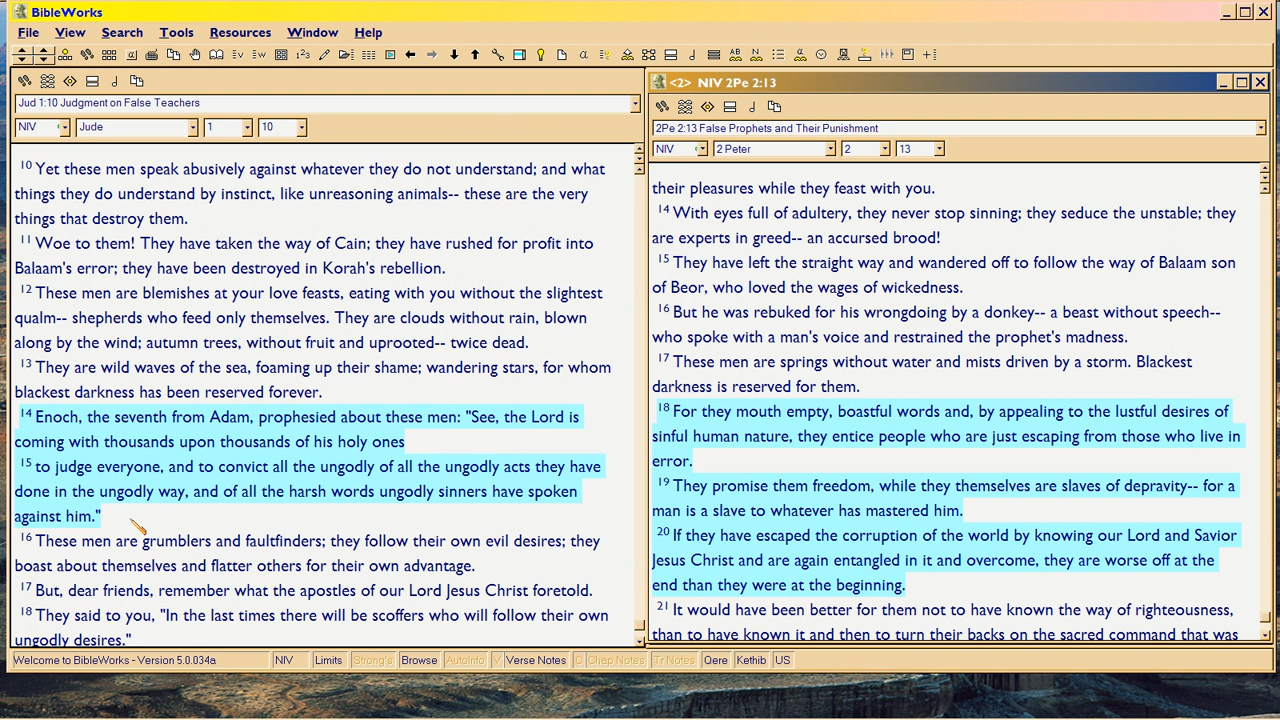 BibleWorks
File View Search Tools Resources Window Help
Jud 1:10 Judgment on False Teachers
NIV Jude 1 10
10 Yet these men speak abusively against whatever they do not understand; and what
things they do understand by instinct, like unreasoning animals-- these are the very
things that destroy them.
11 Woe to them! They have taken the way of Cain; they have rushed for profit into
Balaam's error; they have been destroyed in Korah's rebellion.
12 These men are blemishes at your love feasts, eating with you without the slightest
qualm-- shepherds who feed only themselves. They are clouds without rain, blown
along by the wind; autumn trees, without fruit and uprooted-- twice dead.
13 They are wild waves of the sea, foaming up their shame; wandering stars, for whom
blackest darkness has been reserved forever.
14 Enoch, the seventh from Adam, prophesied about these men: "See, the Lord is
coming with thousands upon thousands of his holy ones
15 to judge everyone, and to convict all the ungodly of all the ungodly acts they have
done in the ungodly way, and of all the harsh words ungodly sinners have spoken
against him."
16 These men are grumblers and faultfinders; they follow their own evil desires; they
boast about themselves and flatter others for their own advantage.
17 But, dear friends, remember what the apostles of our Lord Jesus Christ foretold.
18 They said to you, "In the last times there will be scoffers who will follow their own
ungodly desires."
<2> NIV 2Pe 2:13
2Pe 2:13 False Prophets and Their Punishment
NIV 2 Peter 2 13
their pleasures while they feast with you.
14 With eyes full of adultery, they never stop sinning; they seduce the unstable; they
are experts in greed-- an accursed brood!
15 They have left the straight way and wandered off to follow the way of Balaam son
of Beor, who loved the wages of wickedness.
16 But he was rebuked for his wrongdoing by a donkey-- a beast without speech--
who spoke with a man's voice and restrained the prophet's madness.
17 These men are springs without water and mists driven by a storm. Blackest
darkness is reserved for them.
18 For they mouth empty, boastful words and, by appealing to the lustful desires of
sinful human nature, they entice people who are just escaping from those who live in
error.
19 They promise them freedom, while they themselves are slaves of depravity-- for a
man is a slave to whatever has mastered him.
20 If they have escaped the corruption of the world by knowing our Lord and Savior
Jesus Christ and are again entangled in it and overcome, they are worse off at the
end than they were at the beginning.
21 It would have been better for them not to have known the way of righteousness,
than to have known it and then to turn their backs on the sacred command that was
Welcome to BibleWorks - Version 5.0.034a NIV Limits Strong's Browse AutoInfo V Verse Notes C Chep Notes Tr Notes Qere Kethib US